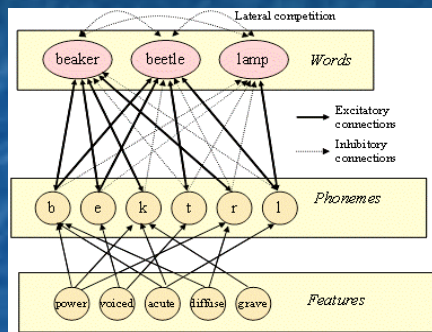 Lateral competition
beaker beetle lamp
Words
Excitatory
connections
Inhibitory
connections
Phonemes
b e k t r l
power voiced acute diffuse grave
Features